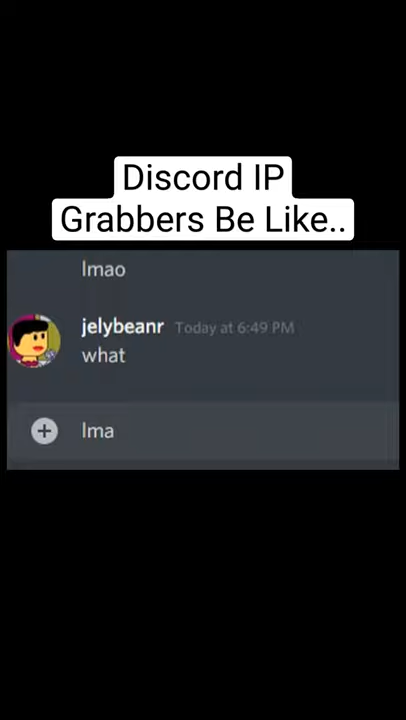 Discord IP
Grabbers Be Like..
lmao
jelybeanr Today at 6:49 PM
what
lma